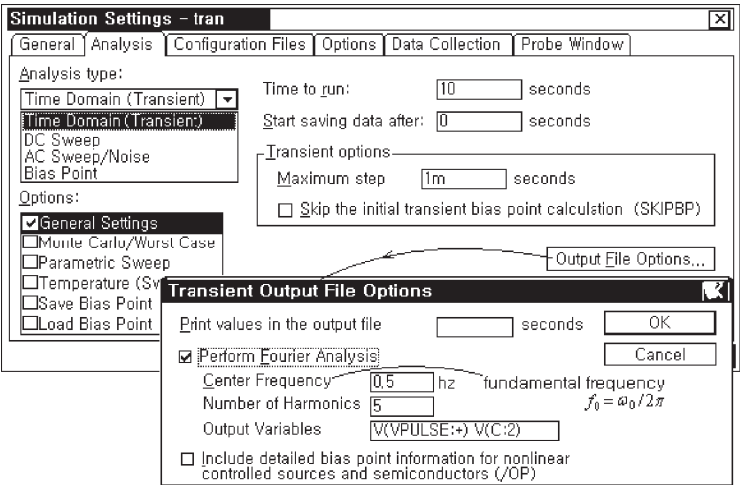 Simulation Settings - tran
General Analysis Configuration Files Options Data Collection Probe Window
Analysis type:
Time Domain (Transient)
Time Domain (Transient)
DC Sweep
AC Sweep/Noise
Bias Point
Options:
General Settings
Monte Carlo/Worst Case
Parametric Sweep
Temperature (Sw
Save Bias Point
Load Bias Point
Time to run: 10 seconds
Start saving data after: 0 seconds
Transient options
Maximum step 1m seconds
Skip the initial transient bias point calculation (SKIPBP)
Output File Options...
Transient Output File Options
Print values in the output file seconds
OK
Perform Fourier Analysis
Cancel
Center Frequency 0.5 hz fundamental frequency
Number of Harmonics 5 f₀ = ω₀/2π
Output Variables V(VPULSE:+) V(C:2)
Include detailed bias point information for nonlinear
controlled sources and semiconductors (/OP)